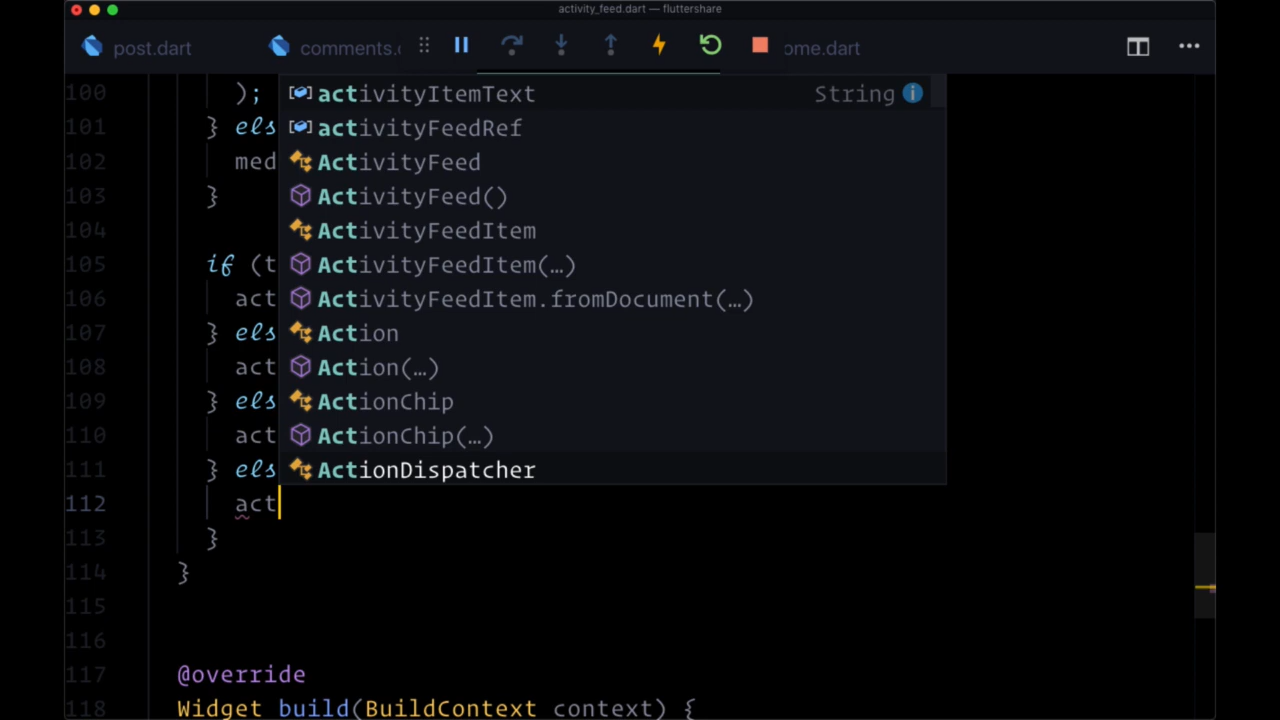 activity_feed.dart — fluttershare
post.dart comments.c ome.dart
100 );
101 } els
102 med
103 }
104
105 if (t
106 act
107 } els
108 act
109 } els
110 act
111 } els
112 act
113 }
114 }
115
116
117 @override
118 Widget build(BuildContext context) {
activityItemText String
activityFeedRef
ActivityFeed
ActivityFeed()
ActivityFeedItem
ActivityFeedItem(…)
ActivityFeedItem.fromDocument(…)
Action
Action(…)
ActionChip
ActionChip(…)
ActionDispatcher